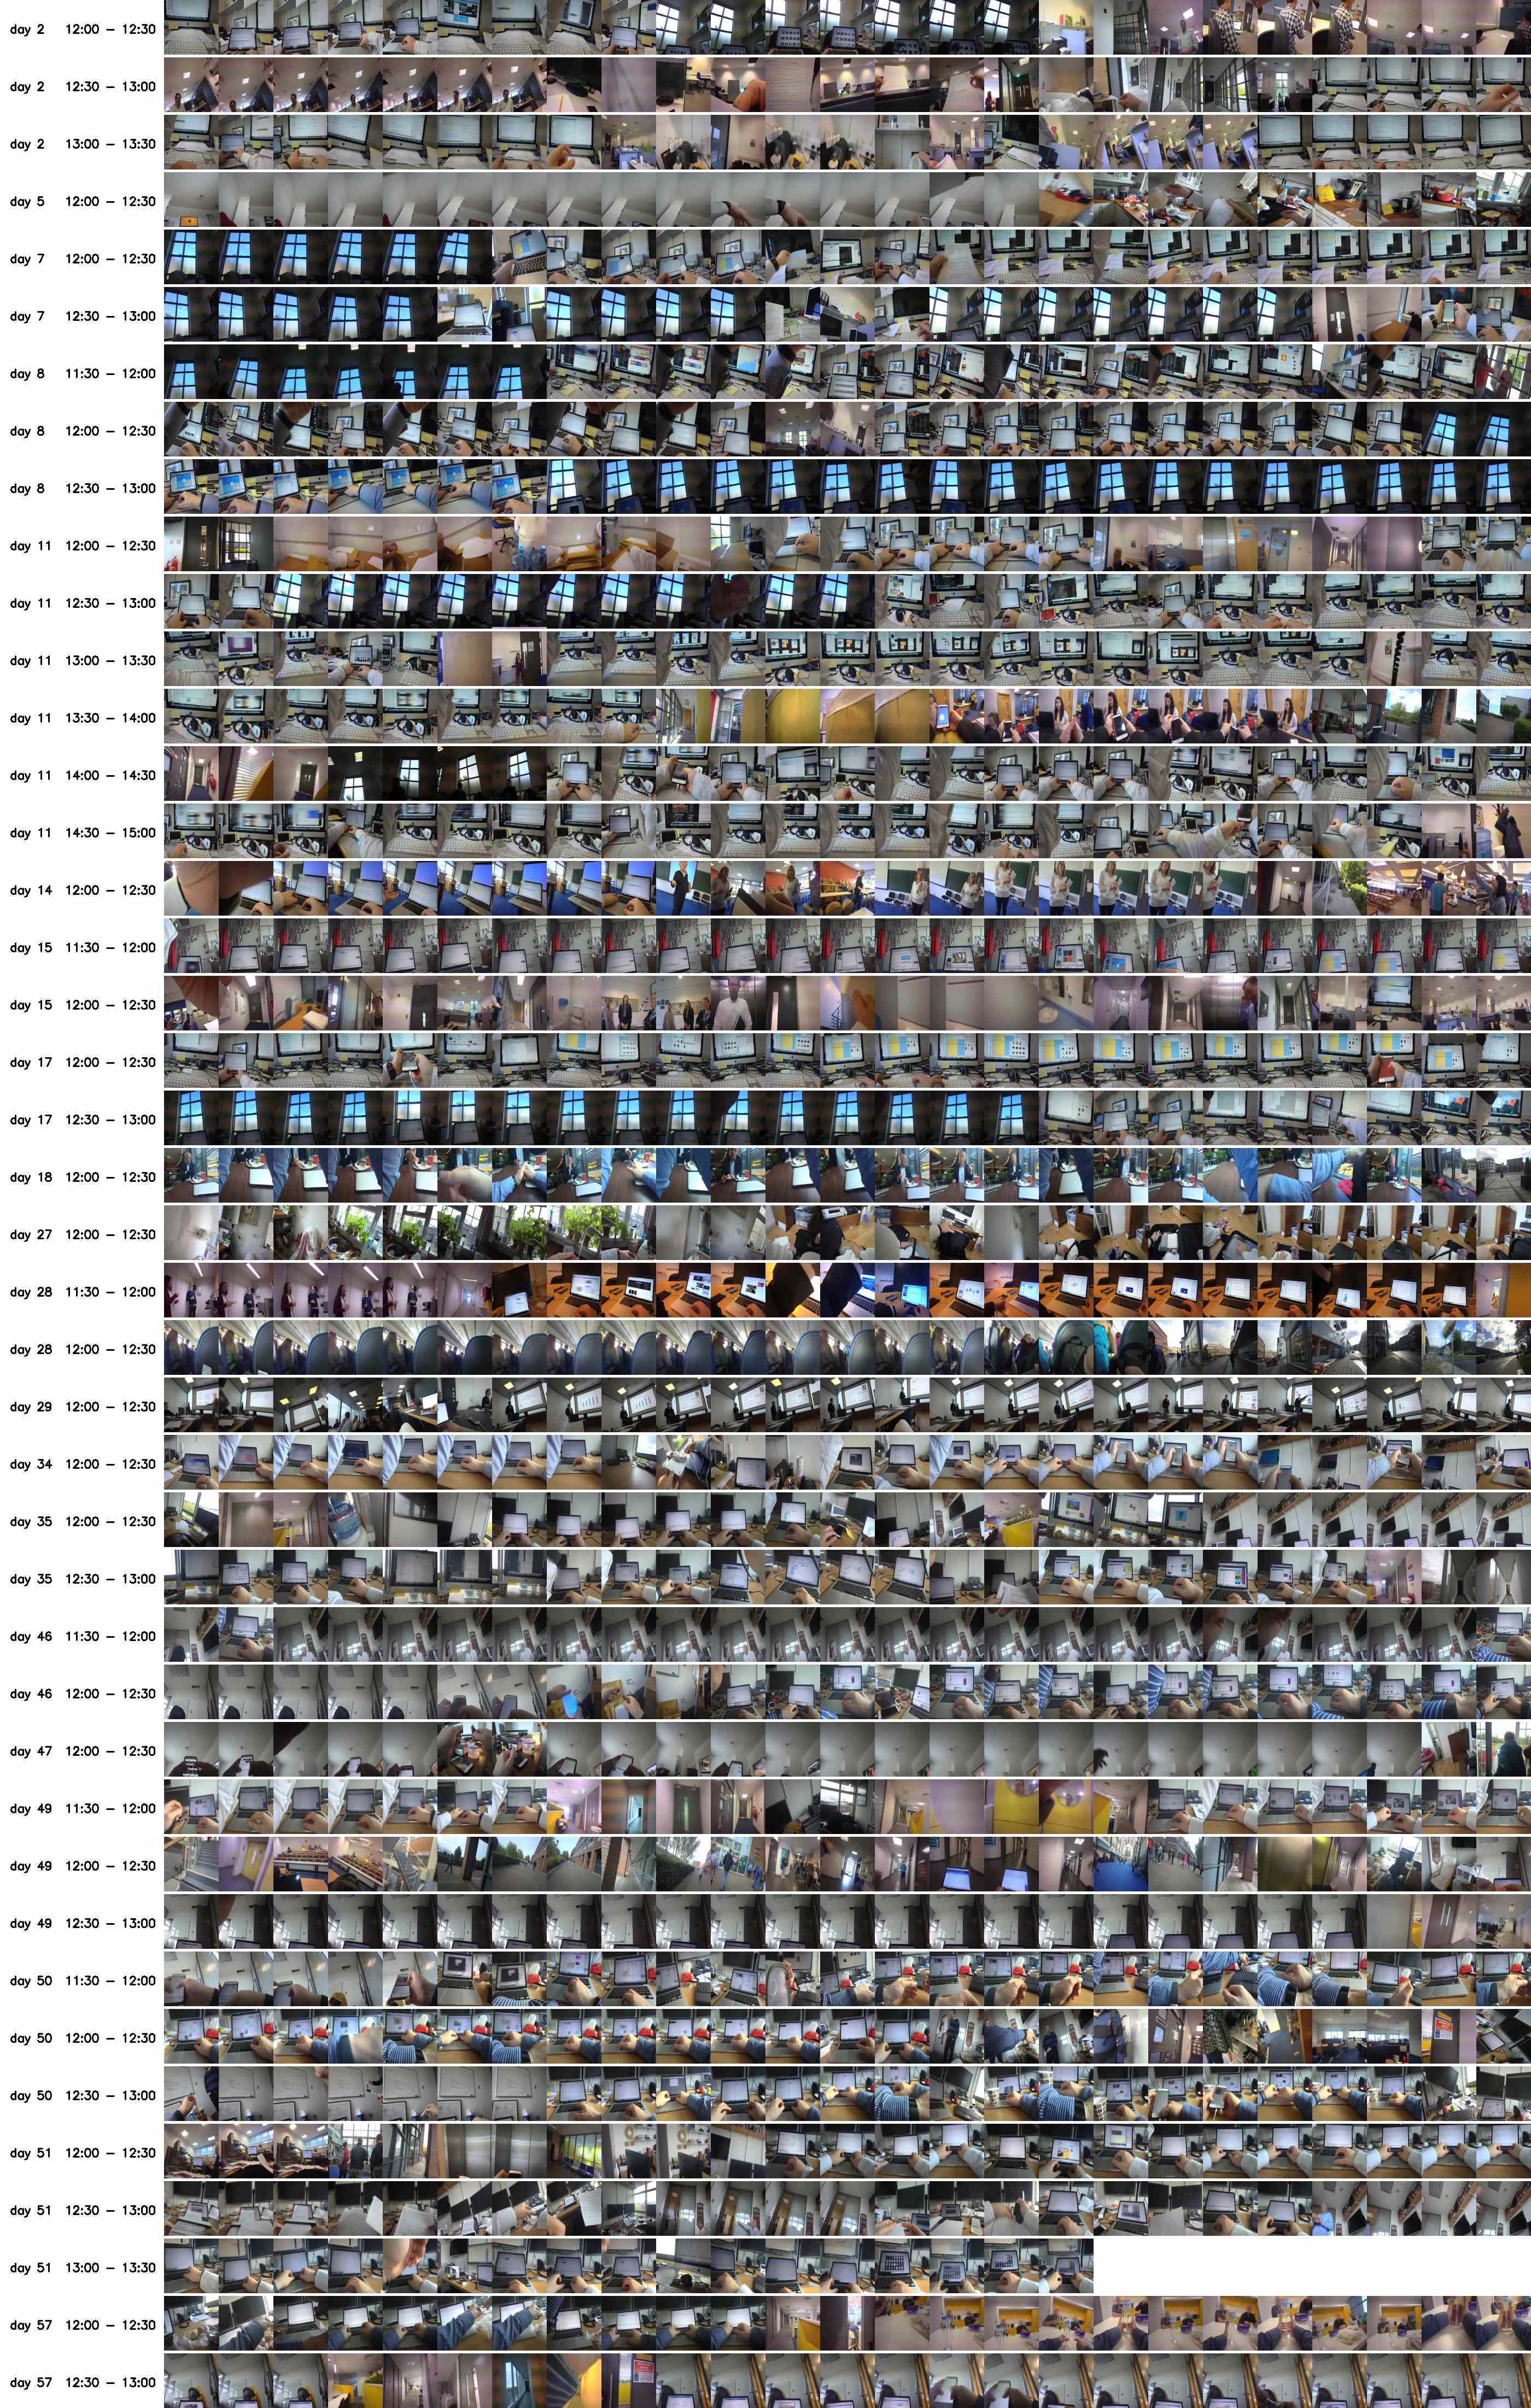 day 2 12:00 – 12:30
day 2 12:30 – 13:00
day 2 13:00 – 13:30
day 5 12:00 – 12:30
day 7 12:00 – 12:30
day 7 12:30 – 13:00
day 8 11:30 – 12:00
day 8 12:00 – 12:30
day 8 12:30 – 13:00
day 11 12:00 – 12:30
day 11 12:30 – 13:00
day 11 13:00 – 13:30
day 11 13:30 – 14:00
day 11 14:00 – 14:30
day 11 14:30 – 15:00
day 14 12:00 – 12:30
day 15 11:30 – 12:00
day 15 12:00 – 12:30
day 17 12:00 – 12:30
day 17 12:30 – 13:00
day 18 12:00 – 12:30
day 27 12:00 – 12:30
day 28 11:30 – 12:00
day 28 12:00 – 12:30
day 29 12:00 – 12:30
day 34 12:00 – 12:30
day 35 12:00 – 12:30
day 35 12:30 – 13:00
day 46 11:30 – 12:00
day 46 12:00 – 12:30
day 47 12:00 – 12:30
day 49 11:30 – 12:00
day 49 12:00 – 12:30
day 49 12:30 – 13:00
day 50 11:30 – 12:00
day 50 12:00 – 12:30
day 50 12:30 – 13:00
day 51 12:00 – 12:30
day 51 12:30 – 13:00
day 51 13:00 – 13:30
day 57 12:00 – 12:30
day 57 12:30 – 13:00